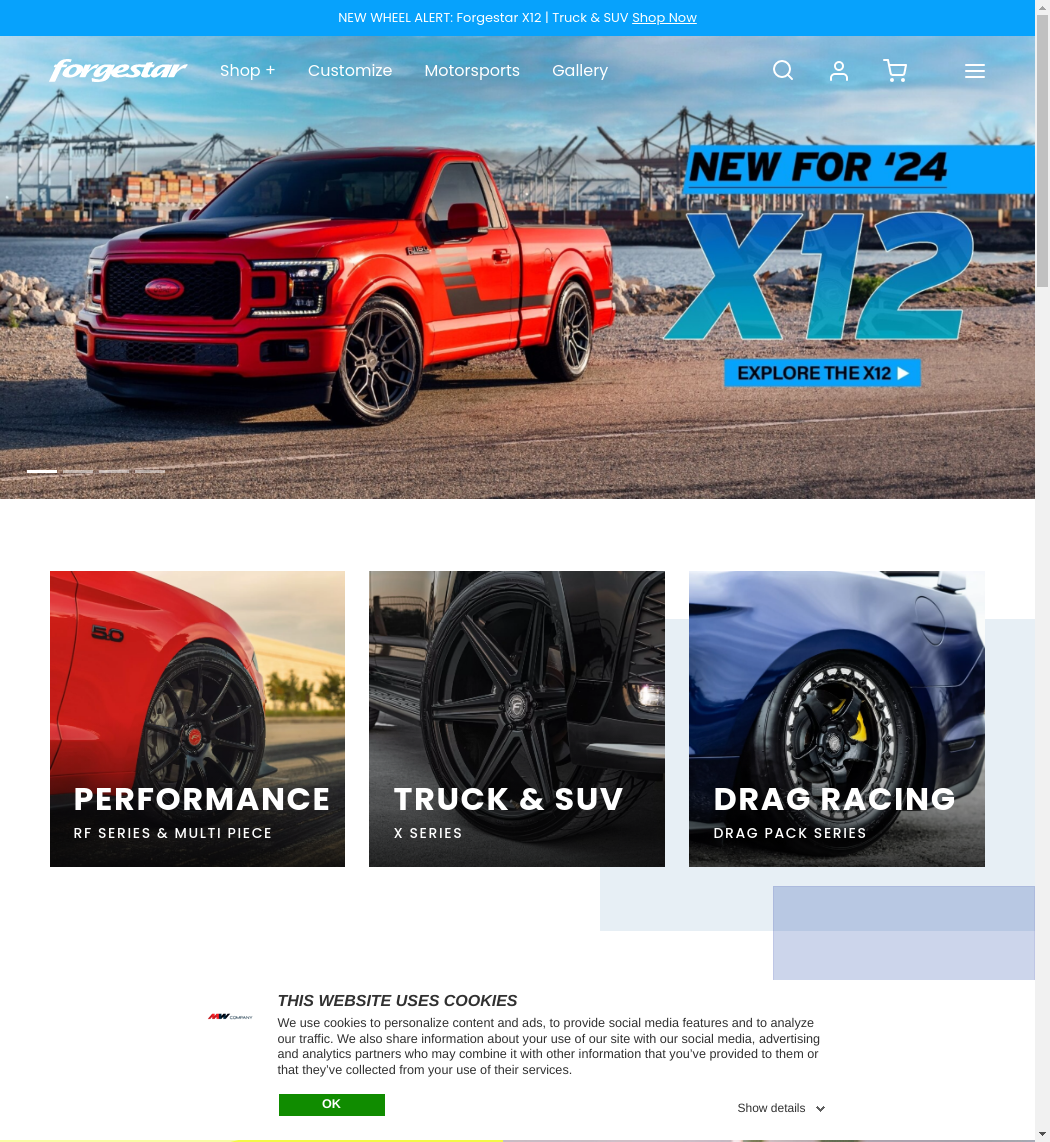 NEW WHEEL ALERT: Forgestar X12 | Truck & SUV Shop Now
forgestar Shop + Customize Motorsports Gallery
NEW FOR ‘24
X12
EXPLORE THE X12
5.0
PERFORMANCE
RF SERIES & MULTI PIECE
TRUCK & SUV
X SERIES
DRAG RACING
DRAG PACK SERIES
THIS WEBSITE USES COOKIES
MW COMPANY
We use cookies to personalize content and ads, to provide social media features and to analyze
our traffic. We also share information about your use of our site with our social media, advertising
and analytics partners who may combine it with other information that you’ve provided to them or
that they’ve collected from your use of their services.
OK
Show details